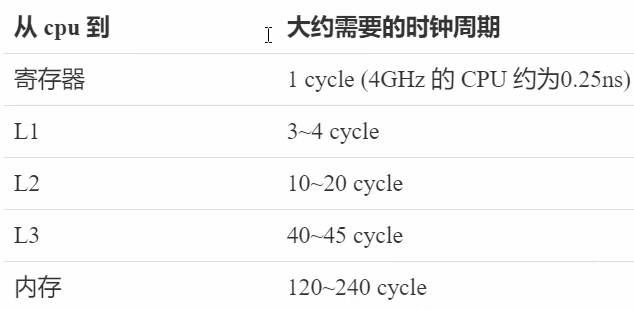 从 cpu 到 大约需要的时钟周期
寄存器 1 cycle (4GHz 的 CPU 约为0.25ns)
L1 3~4 cycle
L2 10~20 cycle
L3 40~45 cycle
内存 120~240 cycle